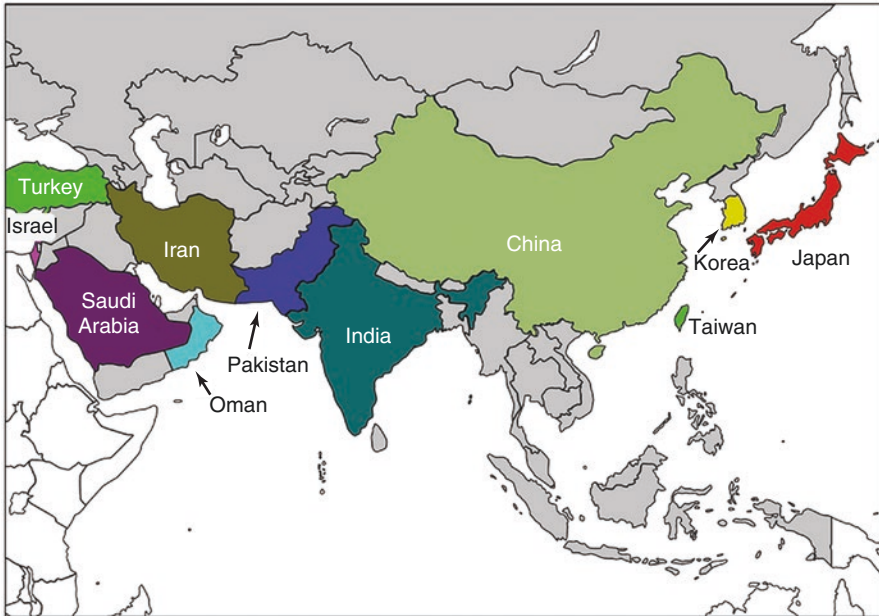 Turkey
Israel
Iran
China
Korea
Japan
Saudi
Arabia
India
Taiwan
Pakistan
Oman